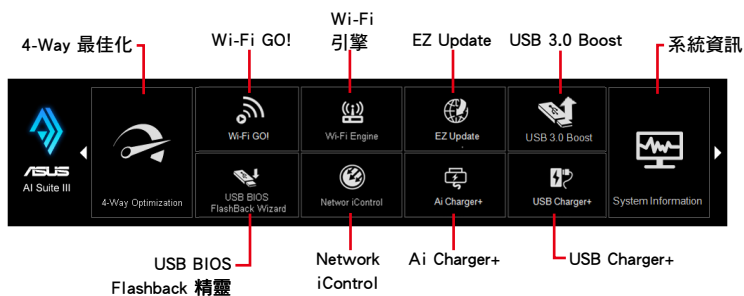 Wi-Fi
4-Way 最佳化
Wi-Fi GO!
引擎
EZ Update
USB 3.0 Boost
系統資訊
Wi-Fi GO!
Wi-Fi Engine
EZ Update
USB 3.0 Boost
ASUS
AI Suite III
4-Way Optimization
USB BIOS
FlashBack Wizard
Networ iControl
Ai Charger+
USB Charger+
System Information
USB BIOS
Flashback 精靈
Network
iControl
Ai Charger+
USB Charger+